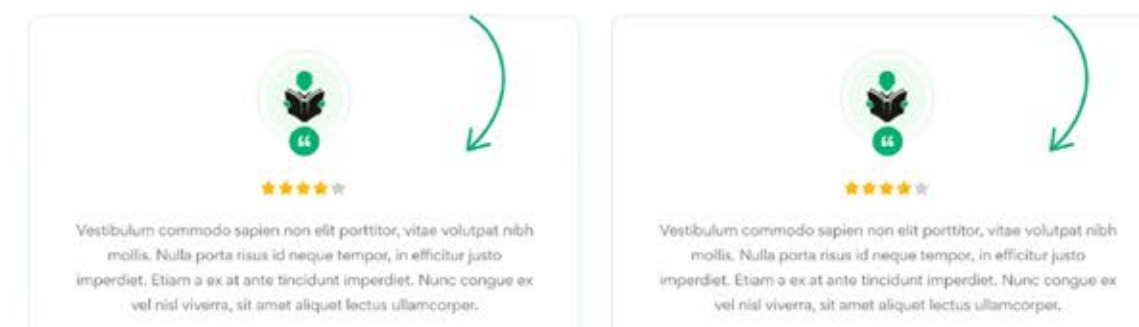 Vestibulum commodo sapien non elit porttitor, vitae volutpat nibh
mollis. Nulla porta risus id neque tempor, in efficitur justo
imperdiet. Etiam a ex at ante tincidunt imperdiet. Nunc congue ex
vel nisl viverra, sit amet aliquet lectus ullamcorper.
Vestibulum commodo sapien non elit porttitor, vitae volutpat nibh
mollis. Nulla porta risus id neque tempor, in efficitur justo
imperdiet. Etiam a ex at ante tincidunt imperdiet. Nunc congue ex
vel nisl viverra, sit amet aliquet lectus ullamcorper.